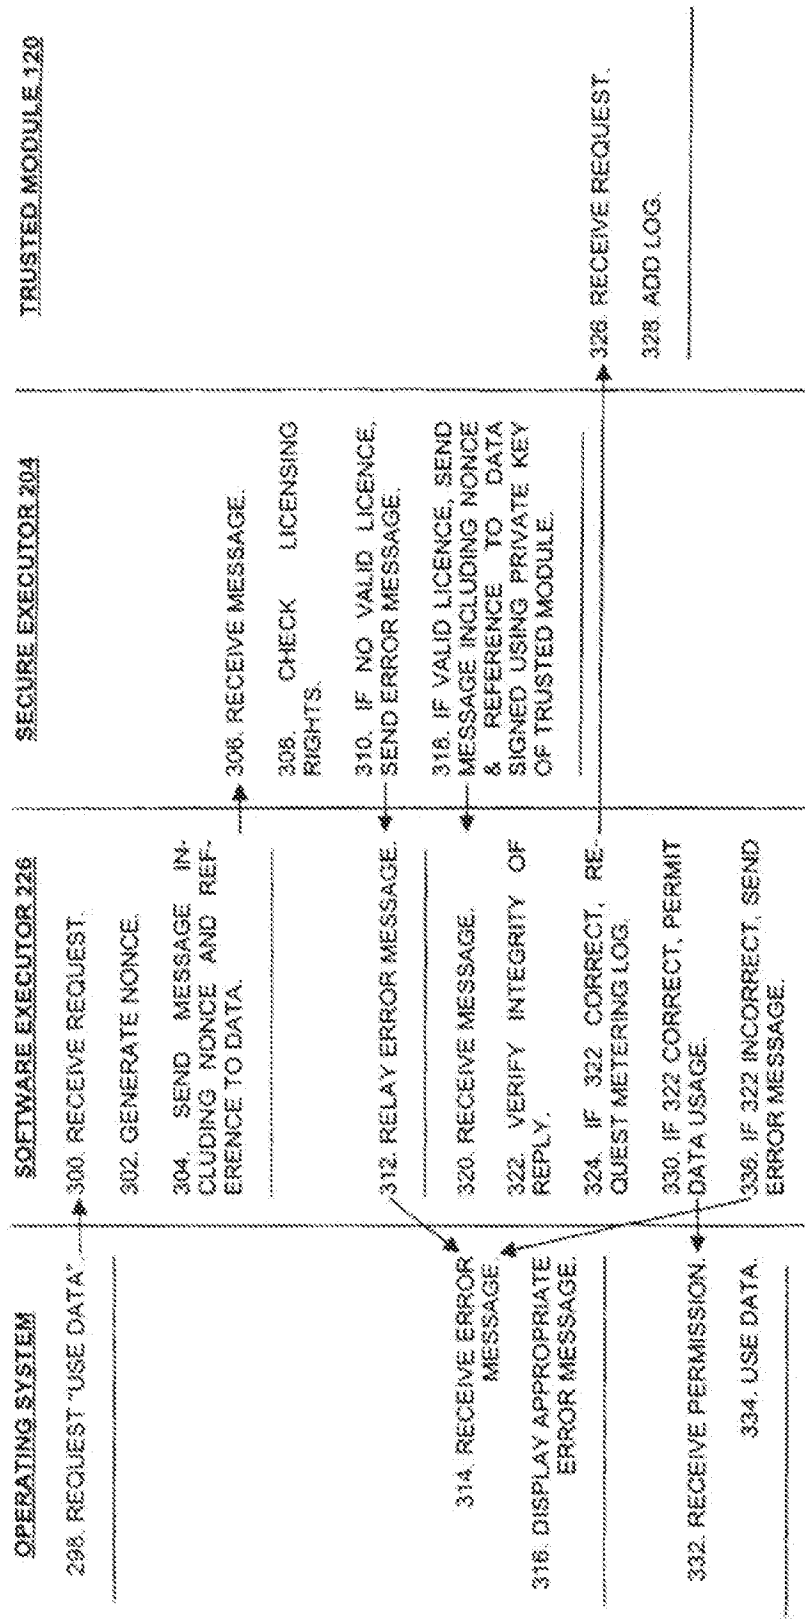 OPERATING SYSTEM
298. REQUEST "USE DATA".
314. RECEIVE ERROR
MESSAGE.
316. DISPLAY APPROPRIATE
ERROR MESSAGE.
332. RECEIVE PERMISSION.
334. USE DATA.
SOFTWARE EXECUTOR 226
300. RECEIVE REQUEST.
302. GENERATE NONCE.
304. SEND MESSAGE IN-
CLUDING NONCE AND REF-
ERENCE TO DATA.
312. RELAY ERROR MESSAGE.
320. RECEIVE MESSAGE.
322. VERIFY INTEGRITY OF
REPLY.
324. IF 322 CORRECT, RE-
QUEST METERING LOG.
330. IF 322 CORRECT, PERMIT
DATA USAGE.
336. IF 322 INCORRECT, SEND
ERROR MESSAGE.
SECURE EXECUTOR 204
306. RECEIVE MESSAGE.
308. CHECK LICENSING
RIGHTS.
310. IF NO VALID LICENCE,
SEND ERROR MESSAGE.
318. IF VALID LICENCE, SEND
MESSAGE INCLUDING NONCE
& REFERENCE TO DATA
SIGNED USING PRIVATE KEY
OF TRUSTED MODULE.
TRUSTED MODULE 120
326. RECEIVE REQUEST.
328. ADD LOG.